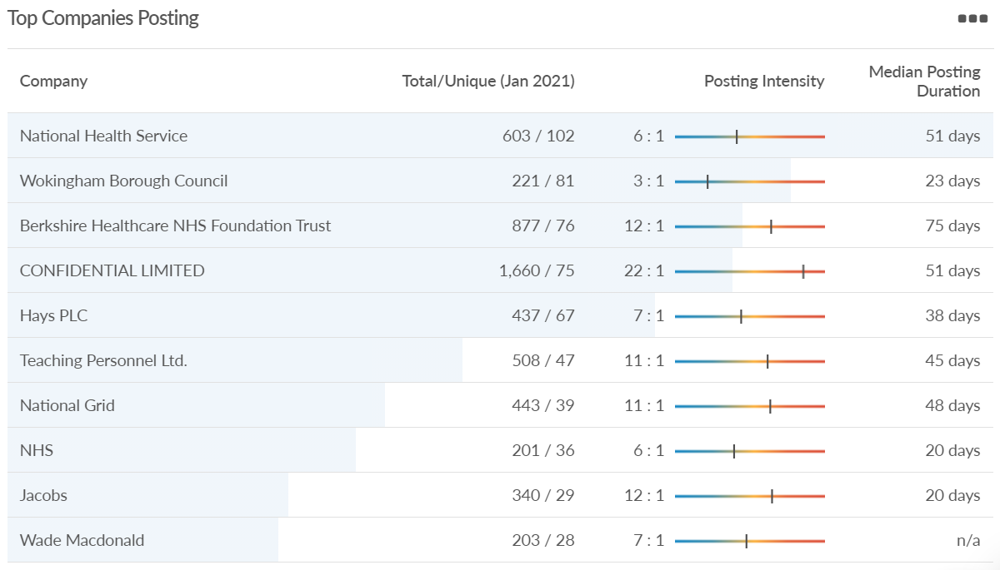 Top Companies Posting
Company Total/Unique (Jan 2021) Posting Intensity Median Posting Duration
National Health Service 603 / 102 6 : 1 51 days
Wokingham Borough Council 221 / 81 3 : 1 23 days
Berkshire Healthcare NHS Foundation Trust 877 / 76 12 : 1 75 days
CONFIDENTIAL LIMITED 1,660 / 75 22 : 1 51 days
Hays PLC 437 / 67 7 : 1 38 days
Teaching Personnel Ltd. 508 / 47 11 : 1 45 days
National Grid 443 / 39 11 : 1 48 days
NHS 201 / 36 6 : 1 20 days
Jacobs 340 / 29 12 : 1 20 days
Wade Macdonald 203 / 28 7 : 1 n/a